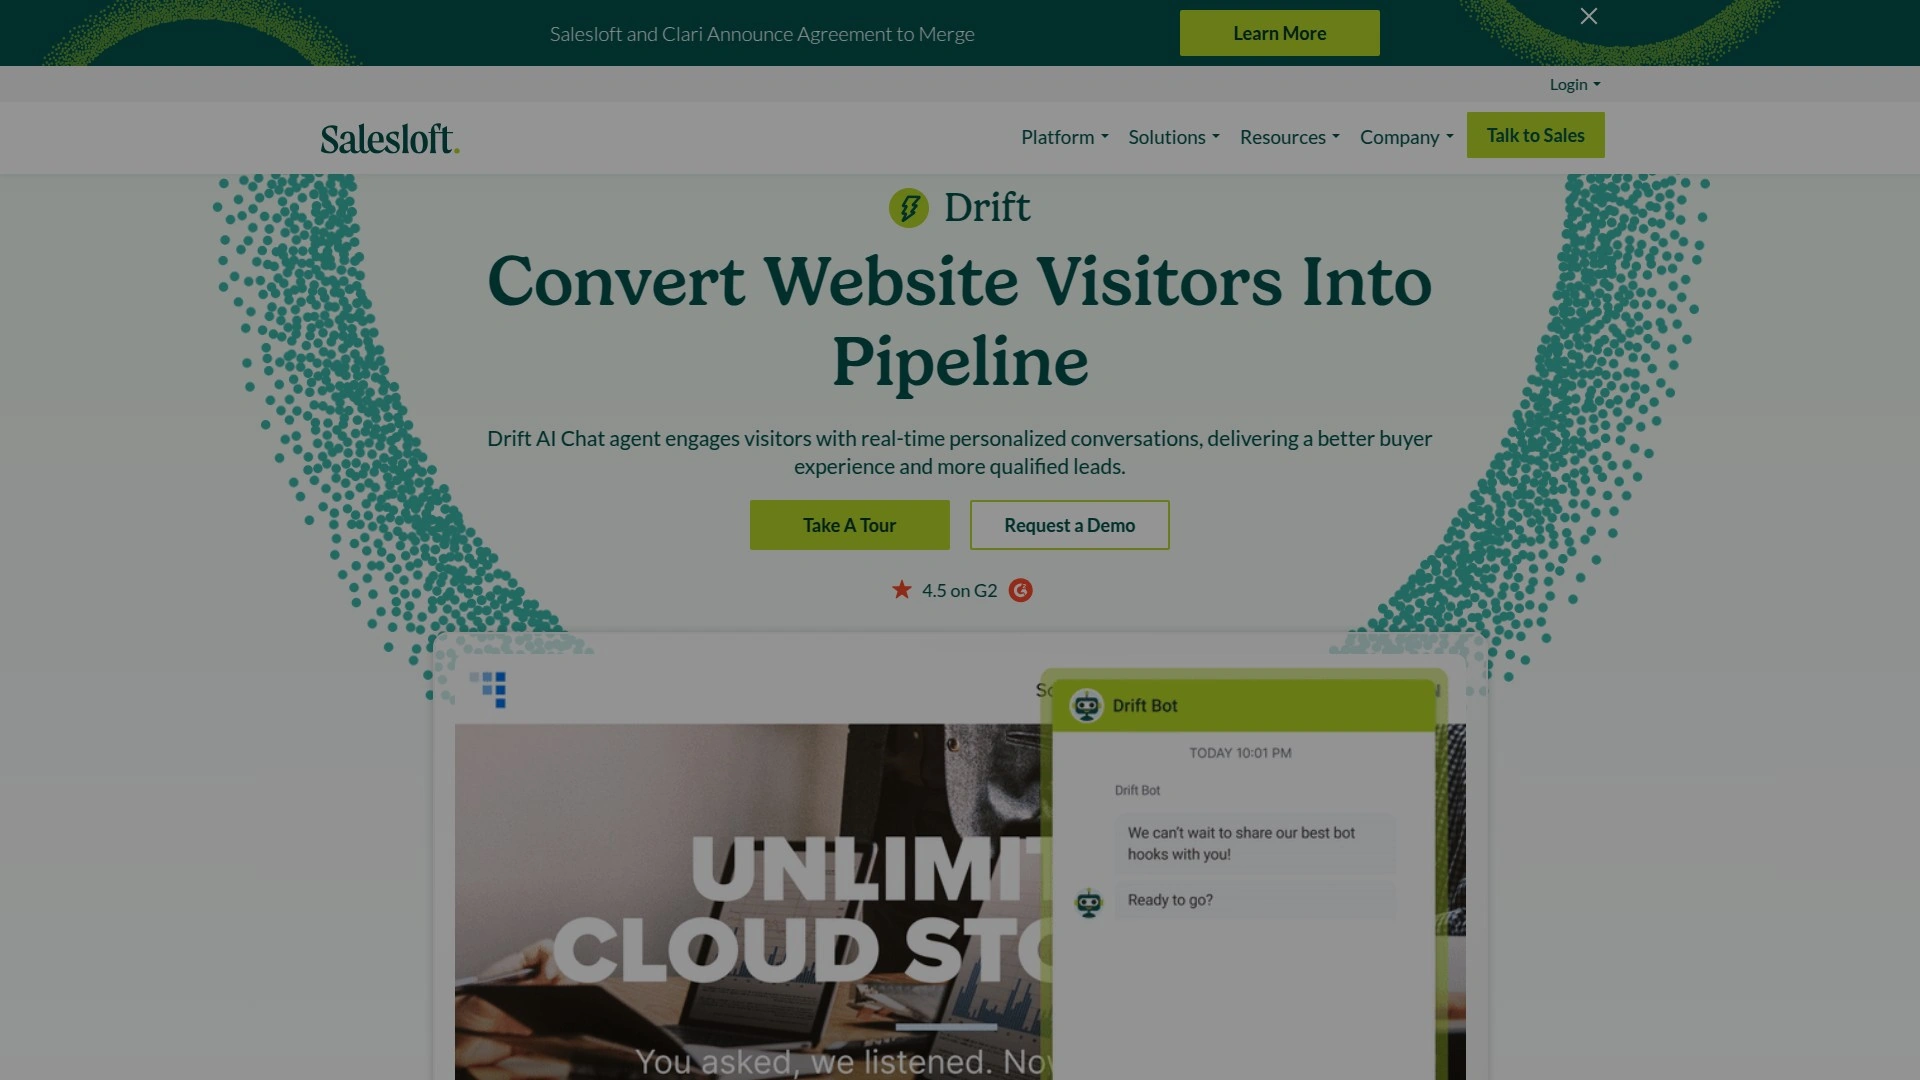 Salesloft and Clari Announce Agreement to Merge
Learn More
Login
Salesloft.
Platform
Solutions
Resources
Company
Talk to Sales
Drift
Convert Website Visitors Into
Pipeline
Drift AI Chat agent engages visitors with real-time personalized conversations, delivering a better buyer
experience and more qualified leads.
Take A Tour
Request a Demo
4.5 on G2
Drift Bot
TODAY 10:01 PM
Drift Bot
We can't wait to share our best bot
hooks with you!
Ready to go?
UNLIMIT
CLOUD STO
You asked, we listened. Now